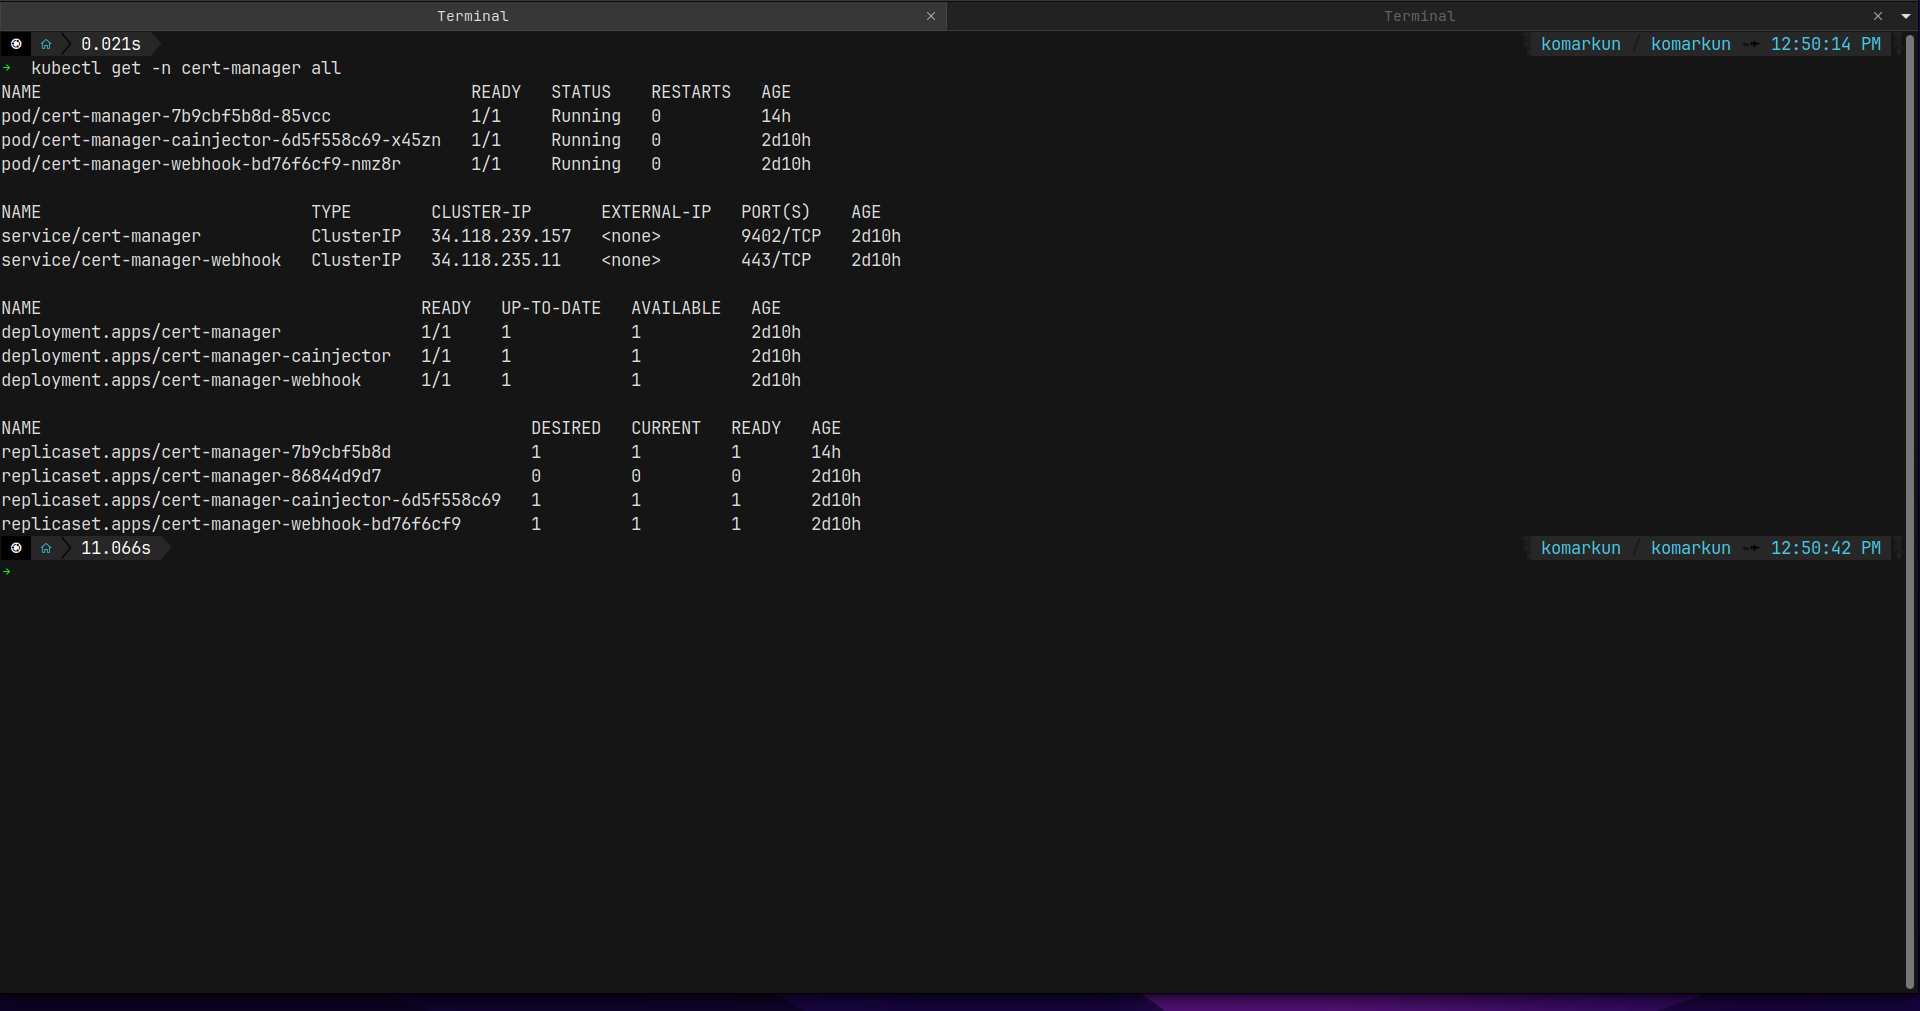 Terminal × Terminal ×
0.021s komarkun / komarkun 12:50:14 PM
→ kubectl get -n cert-manager all
NAME READY STATUS RESTARTS AGE
pod/cert-manager-7b9cbf5b8d-85vcc 1/1 Running 0 14h
pod/cert-manager-cainjector-6d5f558c69-x45zn 1/1 Running 0 2d10h
pod/cert-manager-webhook-bd76f6cf9-nmz8r 1/1 Running 0 2d10h
NAME TYPE CLUSTER-IP EXTERNAL-IP PORT(S) AGE
service/cert-manager ClusterIP 34.118.239.157 <none> 9402/TCP 2d10h
service/cert-manager-webhook ClusterIP 34.118.235.11 <none> 443/TCP 2d10h
NAME READY UP-TO-DATE AVAILABLE AGE
deployment.apps/cert-manager 1/1 1 1 2d10h
deployment.apps/cert-manager-cainjector 1/1 1 1 2d10h
deployment.apps/cert-manager-webhook 1/1 1 1 2d10h
NAME DESIRED CURRENT READY AGE
replicaset.apps/cert-manager-7b9cbf5b8d 1 1 1 14h
replicaset.apps/cert-manager-86844d9d7 0 0 0 2d10h
replicaset.apps/cert-manager-cainjector-6d5f558c69 1 1 1 2d10h
replicaset.apps/cert-manager-webhook-bd76f6cf9 1 1 1 2d10h
11.066s komarkun / komarkun 12:50:42 PM
→